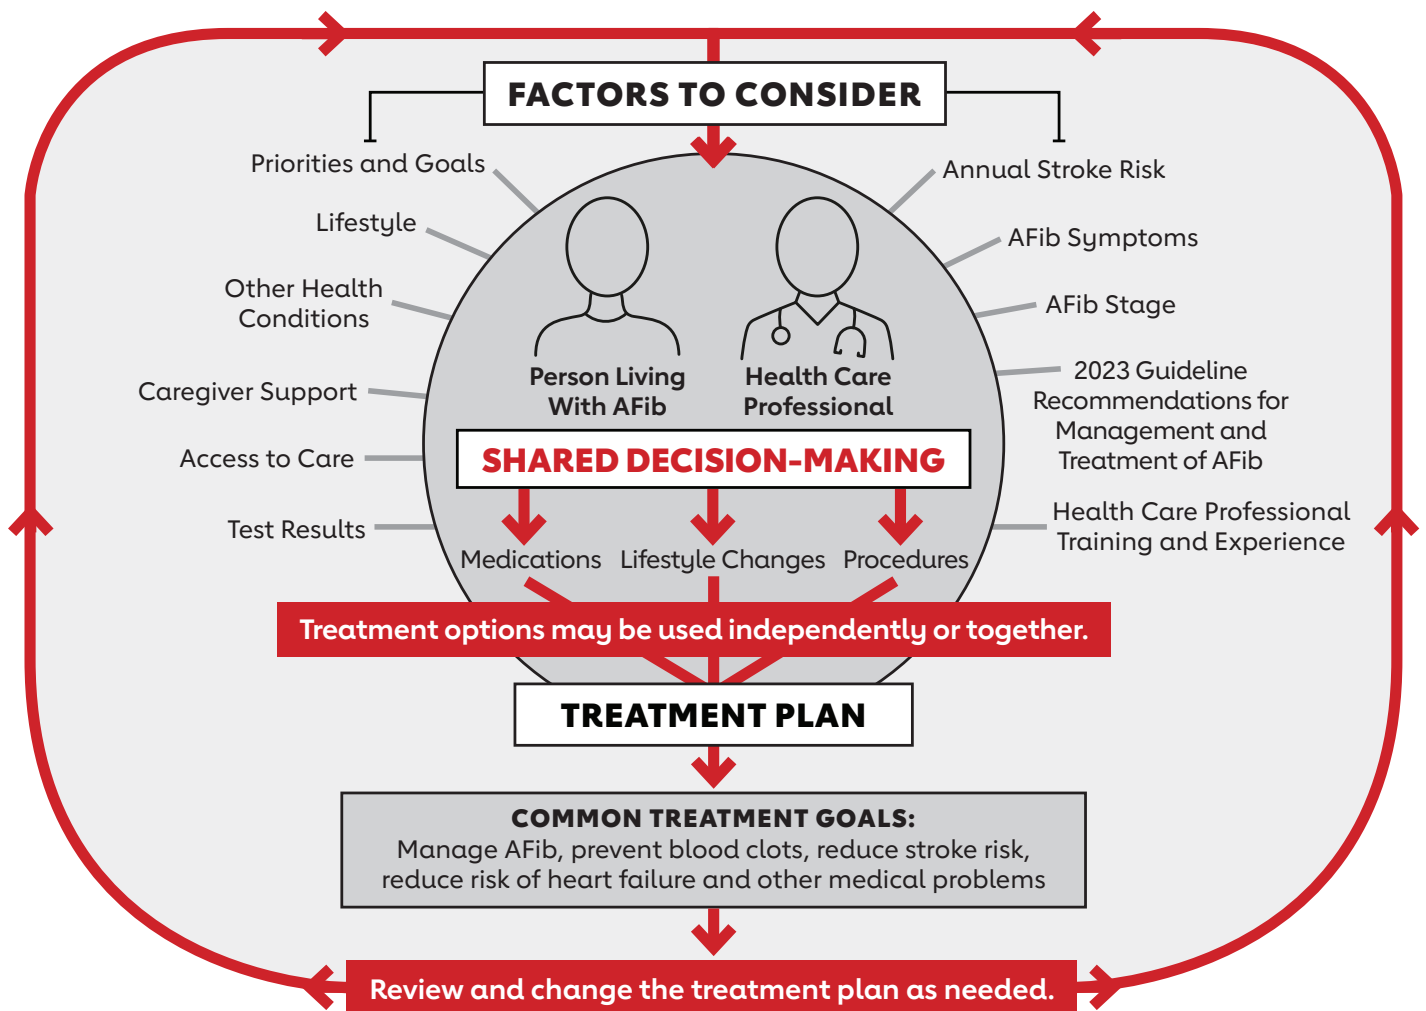 FACTORS TO CONSIDER
Priorities and Goals
Lifestyle
Other Health
Conditions
Caregiver Support
Access to Care
Test Results
Annual Stroke Risk
AFib Symptoms
AFib Stage
2023 Guideline
Recommendations for
Management and
Treatment of AFib
Health Care Professional
Training and Experience
Person Living
With AFib
Health Care
Professional
SHARED DECISION-MAKING
Medications
Lifestyle Changes
Procedures
Treatment options may be used independently or together.
TREATMENT PLAN
COMMON TREATMENT GOALS:
Manage AFib, prevent blood clots, reduce stroke risk,
reduce risk of heart failure and other medical problems
Review and change the treatment plan as needed.